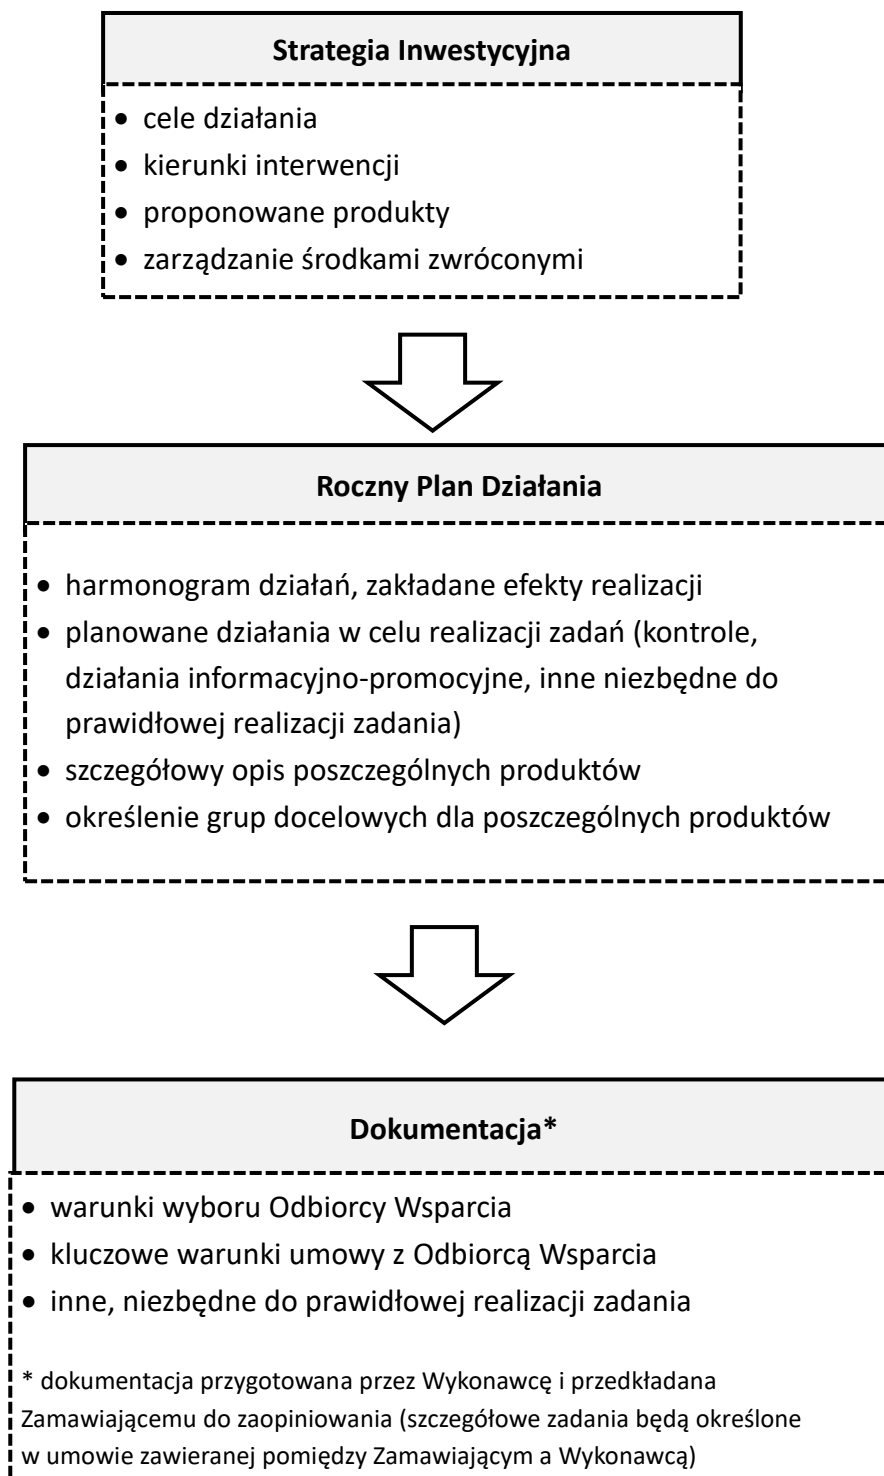 Strategia Inwestycyjna
• cele działania
• kierunki interwencji
• proponowane produkty
• zarządzanie środkami zwróconymi
Roczny Plan Działania
• harmonogram działań, zakładane efekty realizacji
• planowane działania w celu realizacji zadań (kontrole,
działania informacyjno-promocyjne, inne niezbędne do
prawidłowej realizacji zadania)
• szczegółowy opis poszczególnych produktów
• określenie grup docelowych dla poszczególnych produktów
Dokumentacja*
• warunki wyboru Odbiorcy Wsparcia
• kluczowe warunki umowy z Odbiorcą Wsparcia
• inne, niezbędne do prawidłowej realizacji zadania
* dokumentacja przygotowana przez Wykonawcę i przedkładana
Zamawiającemu do zaopiniowania (szczegółowe zadania będą określone
w umowie zawieranej pomiędzy Zamawiającym a Wykonawcą)